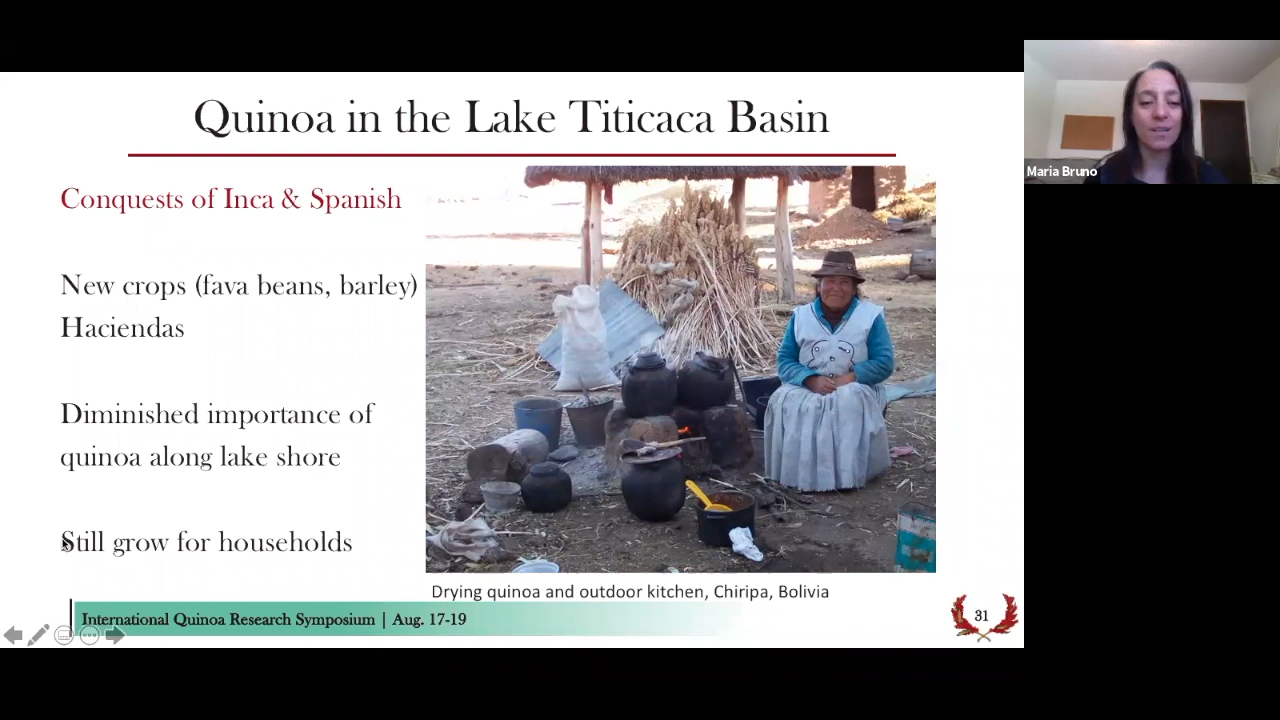 Quinoa in the Lake Titicaca Basin
Conquests of Inca & Spanish
New crops (fava beans, barley)
Haciendas
Diminished importance of
quinoa along lake shore
Still grow for households
Drying quinoa and outdoor kitchen, Chiripa, Bolivia
International Quinoa Research Symposium | Aug. 17-19
31
Maria Bruno